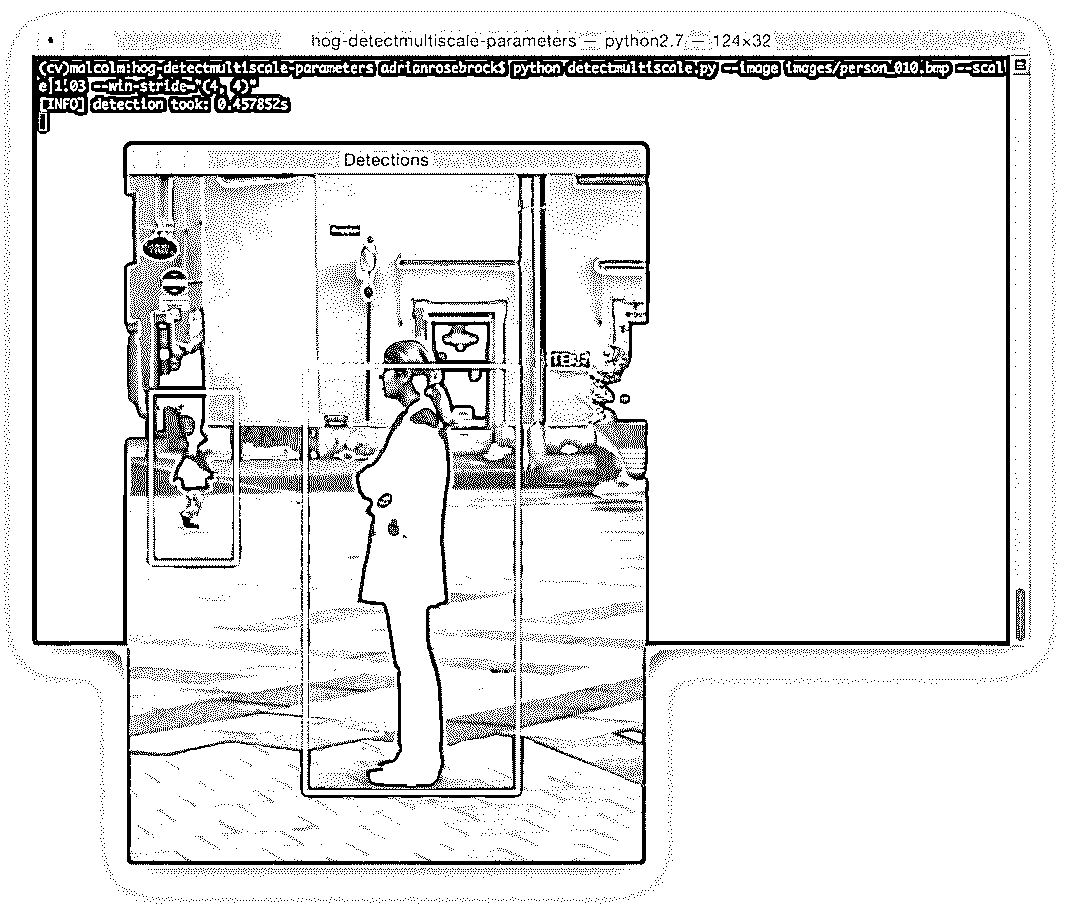 hog-detectmultiscale-parameters — python2.7 — 124×32
(cv)malcolm:hog-detectmultiscale-parameters adrianrosebrock$ python detectmultiscale.py --image images/person_010.bmp --scal
e 1.03 --win-stride="(4, 4)"
[INFO] detection took: 0.457852s
Detections